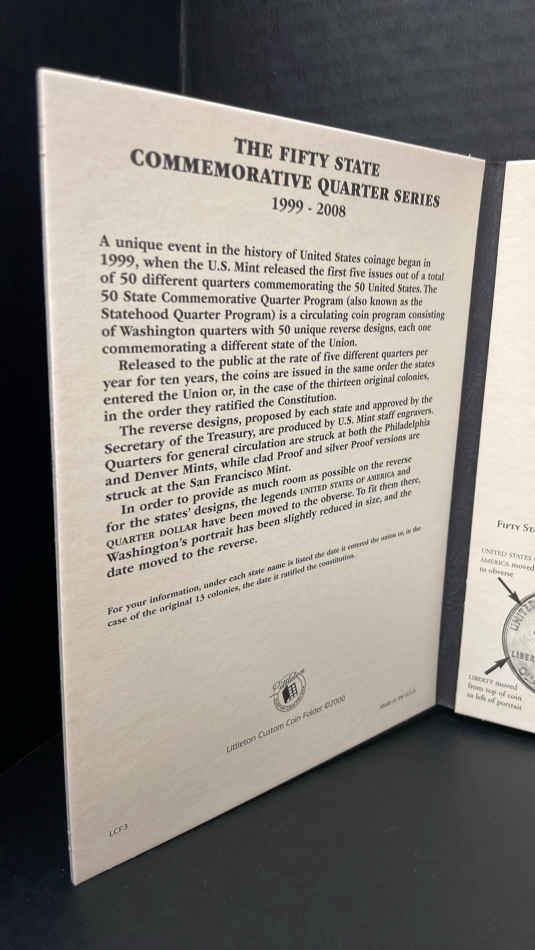 THE FIFTY STATE
COMMEMORATIVE QUARTER SERIES
1999 - 2008
A unique event in the history of United States coinage began in
1999, when the U.S. Mint released the first five issues out of a total
of 50 different quarters commemorating the 50 United States. The
50 State Commemorative Quarter Program (also known as the
Statehood Quarter Program) is a circulating coin program consisting
of Washington quarters with 50 unique reverse designs, each one
commemorating a different state of the Union.
Released to the public at the rate of five different quarters per
year for ten years, the coins are issued in the same order the states
entered the Union or, in the case of the thirteen original colonies,
in the order they ratified the Constitution.
The reverse designs, proposed by each state and approved by the
Secretary of the Treasury, are produced by U.S. Mint staff engravers.
Quarters for general circulation are struck at both the Philadelphia
and Denver Mints, while clad Proof and silver Proof versions are
struck at the San Francisco Mint.
In order to provide as much room as possible on the reverse
for the states' designs, the legends UNITED STATES OF AMERICA and
QUARTER DOLLAR have been moved to the obverse. To fit them there,
Washington's portrait has been slightly reduced in size, and the
date moved to the reverse.
For your information, under each state name is listed the date it entered the union or, in the
case of the original 13 colonies, the date it ratified the constitution.
Littleton
Littleton Custom Coin Folder ©2000
Made in the U.S.A.
LCF3
FIFTY ST
UNITED STATES
AMERICA moved
to obverse
UNITED
LIBER
LIBERTY moved
from top of coin
to left of portrait